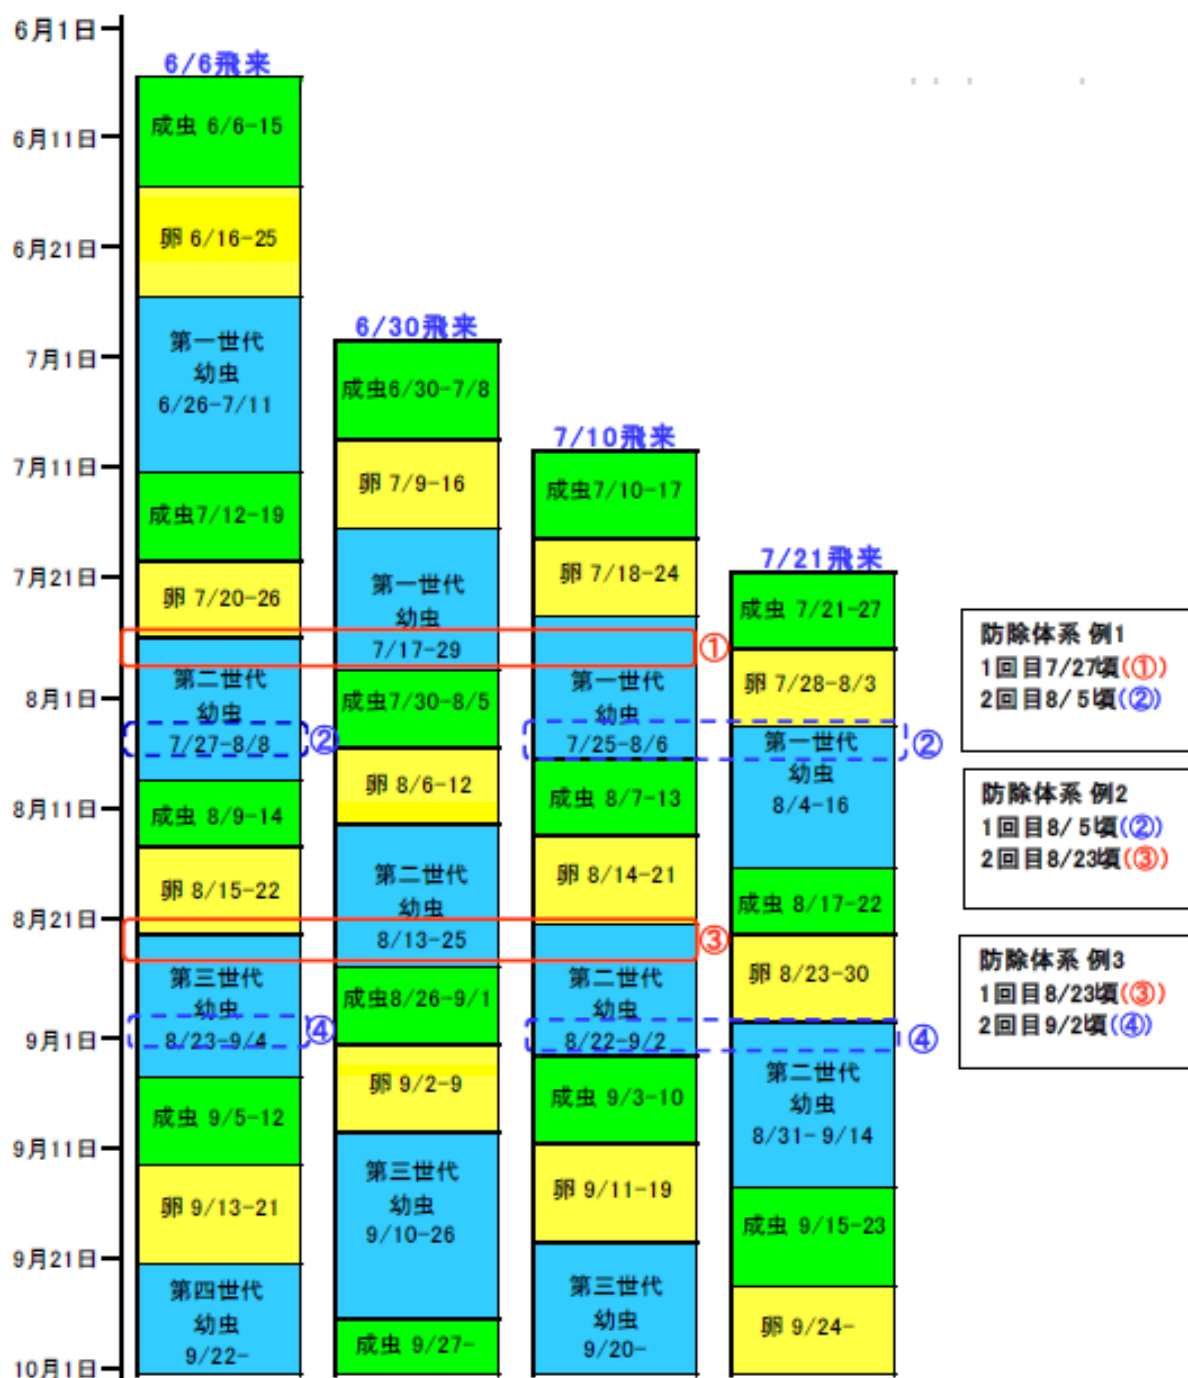 6月1日
6月11日
6月21日
7月1日
7月11日
7月21日
8月1日
8月11日
8月21日
9月1日
9月11日
9月21日
10月1日
6/6飛来
成虫 6/6-15
卵 6/16-25
第一世代
幼虫
6/26-7/11
成虫7/12-19
卵 7/20-26
第二世代
幼虫
7/27-8/8
成虫 8/9-14
卵 8/15-22
第三世代
幼虫
8/23-9/4
成虫 9/5-12
卵 9/13-21
第四世代
幼虫
9/22-
6/30飛来
成虫6/30-7/8
卵 7/9-16
第一世代
幼虫
7/17-29
成虫7/30-8/5
卵 8/6-12
第二世代
幼虫
8/13-25
成虫8/26-9/1
卵 9/2-9
第三世代
幼虫
9/10-26
成虫 9/27-
7/10飛来
成虫7/10-17
卵 7/18-24
第一世代
幼虫
7/25-8/6
成虫 8/7-13
卵 8/14-21
第二世代
幼虫
8/22-9/2
成虫 9/3-10
卵 9/11-19
第三世代
幼虫
9/20-
7/21飛来
成虫 7/21-27
卵 7/28-8/3
第一世代
幼虫
8/4-16
成虫 8/17-22
卵 8/23-30
第二世代
幼虫
8/31-9/14
成虫 9/15-23
卵 9/24-
①
②
②
③
④
④
防除体系 例1
1回目7/27頃(①)
2回目8/5頃(②)
防除体系 例2
1回目8/5頃(②)
2回目8/23頃(③)
防除体系 例3
1回目8/23頃(③)
2回目9/2頃(④)